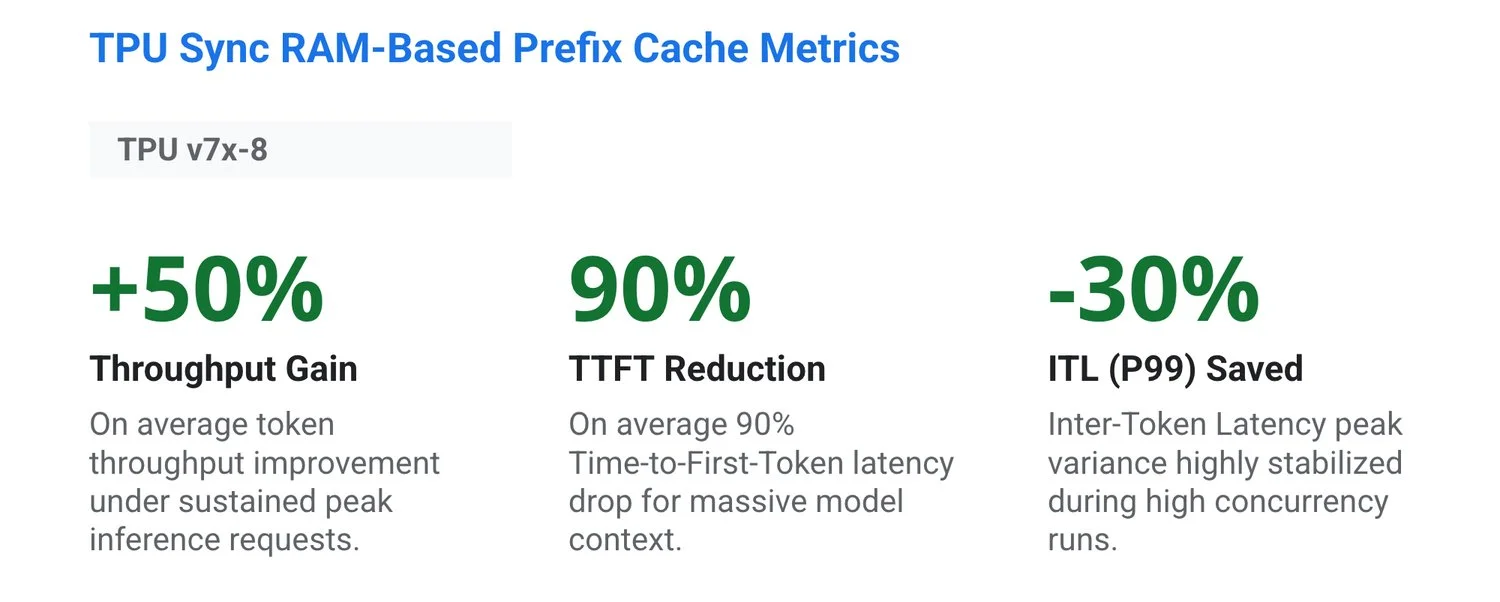 TPU Sync RAM-Based Prefix Cache Metrics
TPU v7x-8
+50%
Throughput Gain
On average token
throughput improvement
under sustained peak
inference requests.
90%
TTFT Reduction
On average 90%
Time-to-First-Token latency
drop for massive model
context.
-30%
ITL (P99) Saved
Inter-Token Latency peak
variance highly stabilized
during high concurrency
runs.